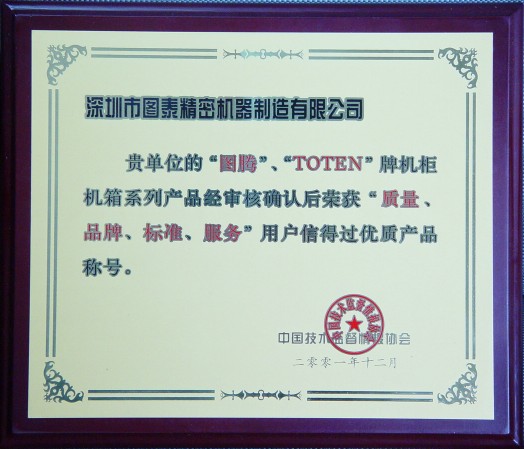 深圳市图泰精密机器制造有限公司
贵单位的“图腾”、“TOTEN”牌机柜
机箱系列产品经审核确认后荣获“质量、
品牌、标准、服务”用户信得过优质产品
称号。
中国技术监督情报协会
二零零一年十二月